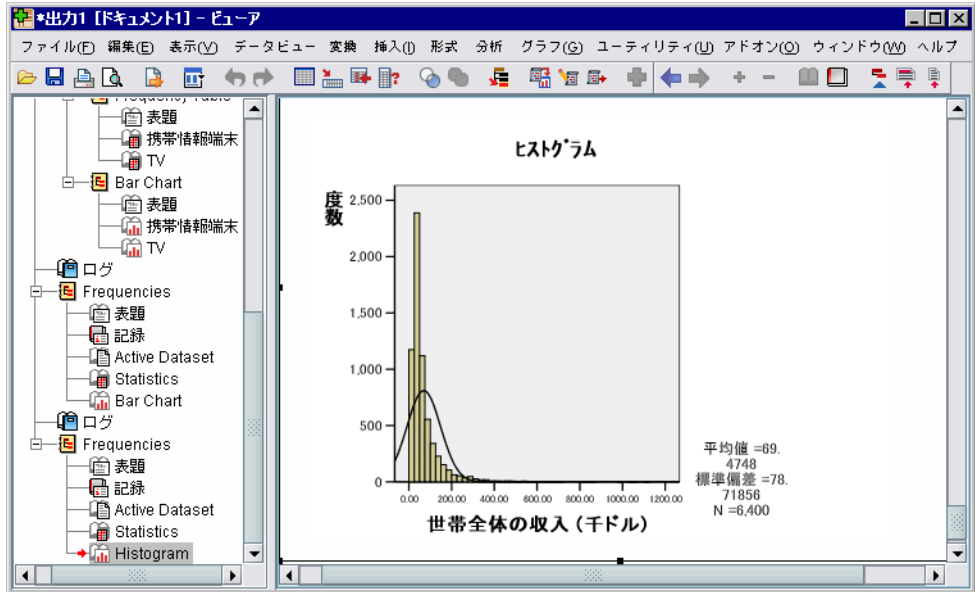 *出力1 [ドキュメント1] - ビューア
ファイル(F) 編集(E) 表示(V) データビュー 変換 挿入(I) 形式 分析 グラフ(G) ユーティリティ(U) アドオン(O) ウィンドウ(W) ヘルプ
Frequency Table
表題
携帯情報端末
TV
Bar Chart
表題
携帯情報端末
TV
ログ
Frequencies
表題
記録
Active Dataset
Statistics
Bar Chart
ログ
Frequencies
表題
記録
Active Dataset
Statistics
Histogram
ヒストグラム
度数
2,500
2,000
1,500
1,000
500
0
0.00 200.00 400.00 600.00 800.00 1000.00 1200.00
世帯全体の収入 (千ドル)
平均値 =69.
4748
標準偏差 =78.
71856
N =6,400